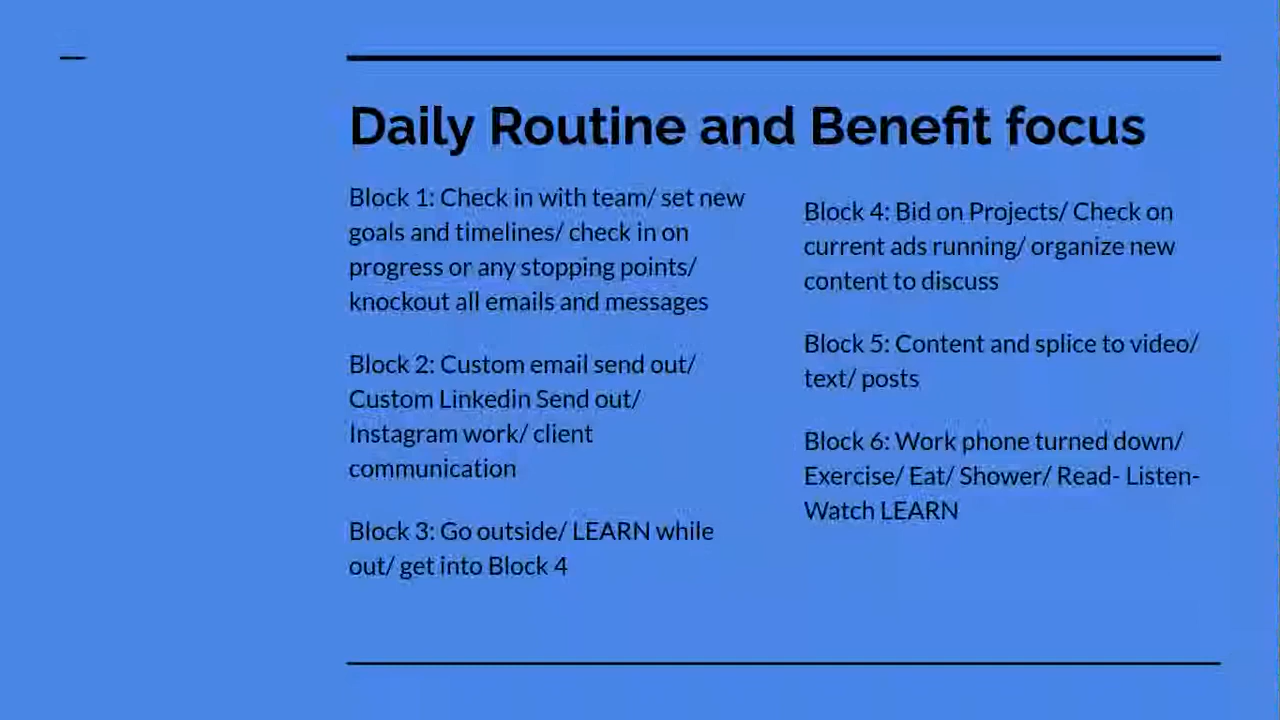 Daily Routine and Benefit focus
Block 1: Check in with team/ set new
goals and timelines/ check in on
progress or any stopping points/
knockout all emails and messages
Block 2: Custom email send out/
Custom Linkedin Send out/
Instagram work/ client
communication
Block 3: Go outside/ LEARN while
out/ get into Block 4
Block 4: Bid on Projects/ Check on
current ads running/ organize new
content to discuss
Block 5: Content and splice to video/
text/ posts
Block 6: Work phone turned down/
Exercise/ Eat/ Shower/ Read- Listen-
Watch LEARN